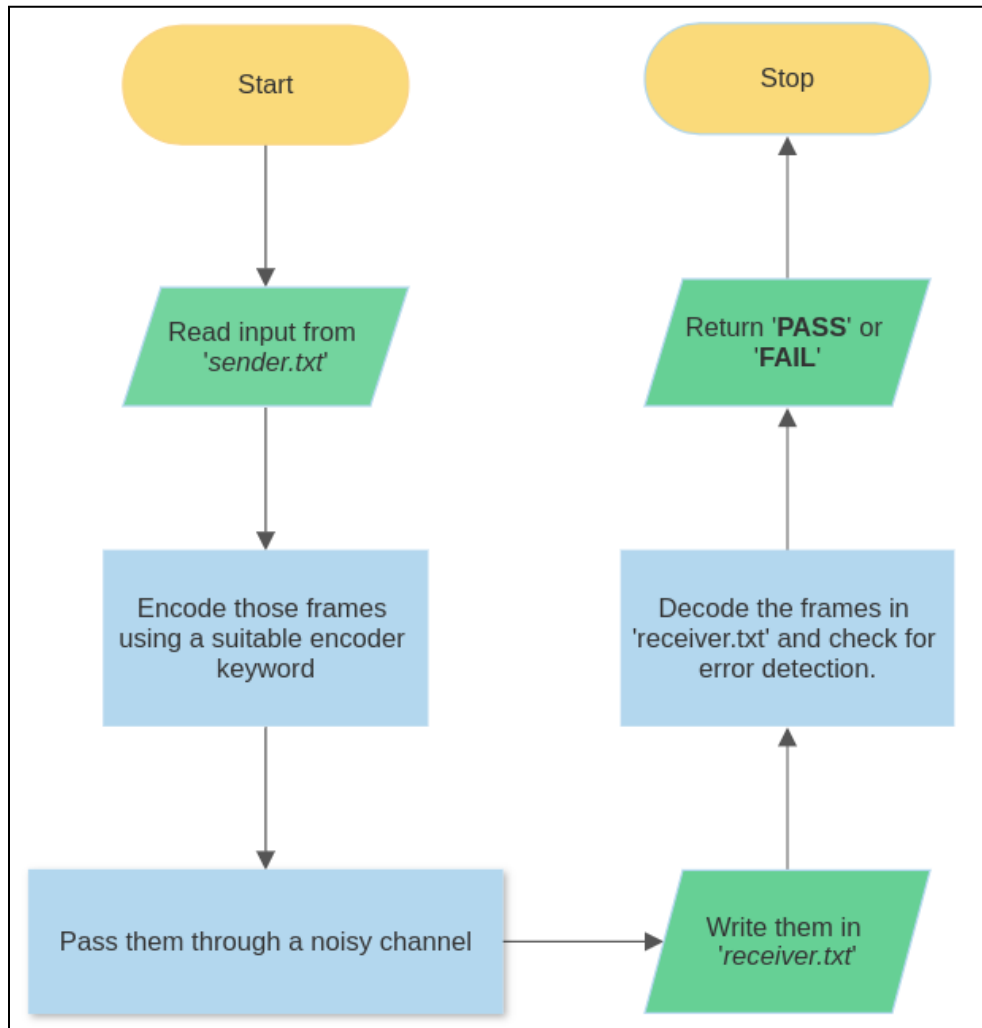 Start
Read input from
'sender.txt'
Encode those frames
using a suitable encoder
keyword
Pass them through a noisy channel
Write them in
'receiver.txt'
Decode the frames in
'receiver.txt' and check for
error detection.
Return 'PASS' or
'FAIL'
Stop